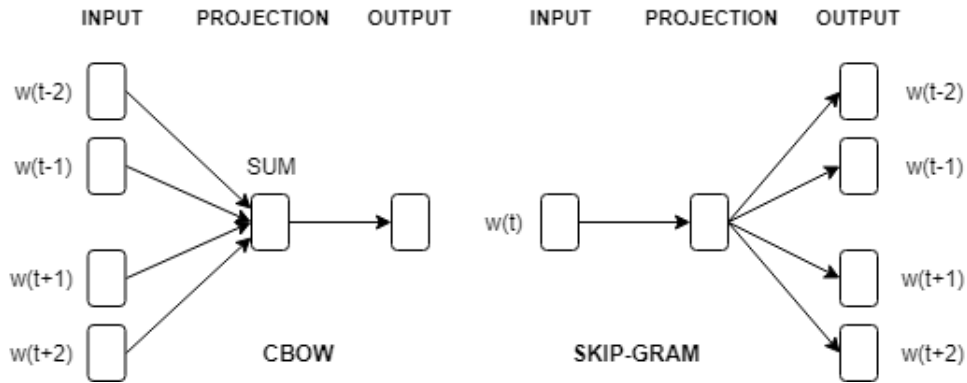 INPUT PROJECTION OUTPUT INPUT PROJECTION OUTPUT
w(t-2) w(t-2)
w(t-1) w(t-1)
SUM
w(t)
w(t+1) w(t+1)
w(t+2) CBOW SKIP-GRAM w(t+2)